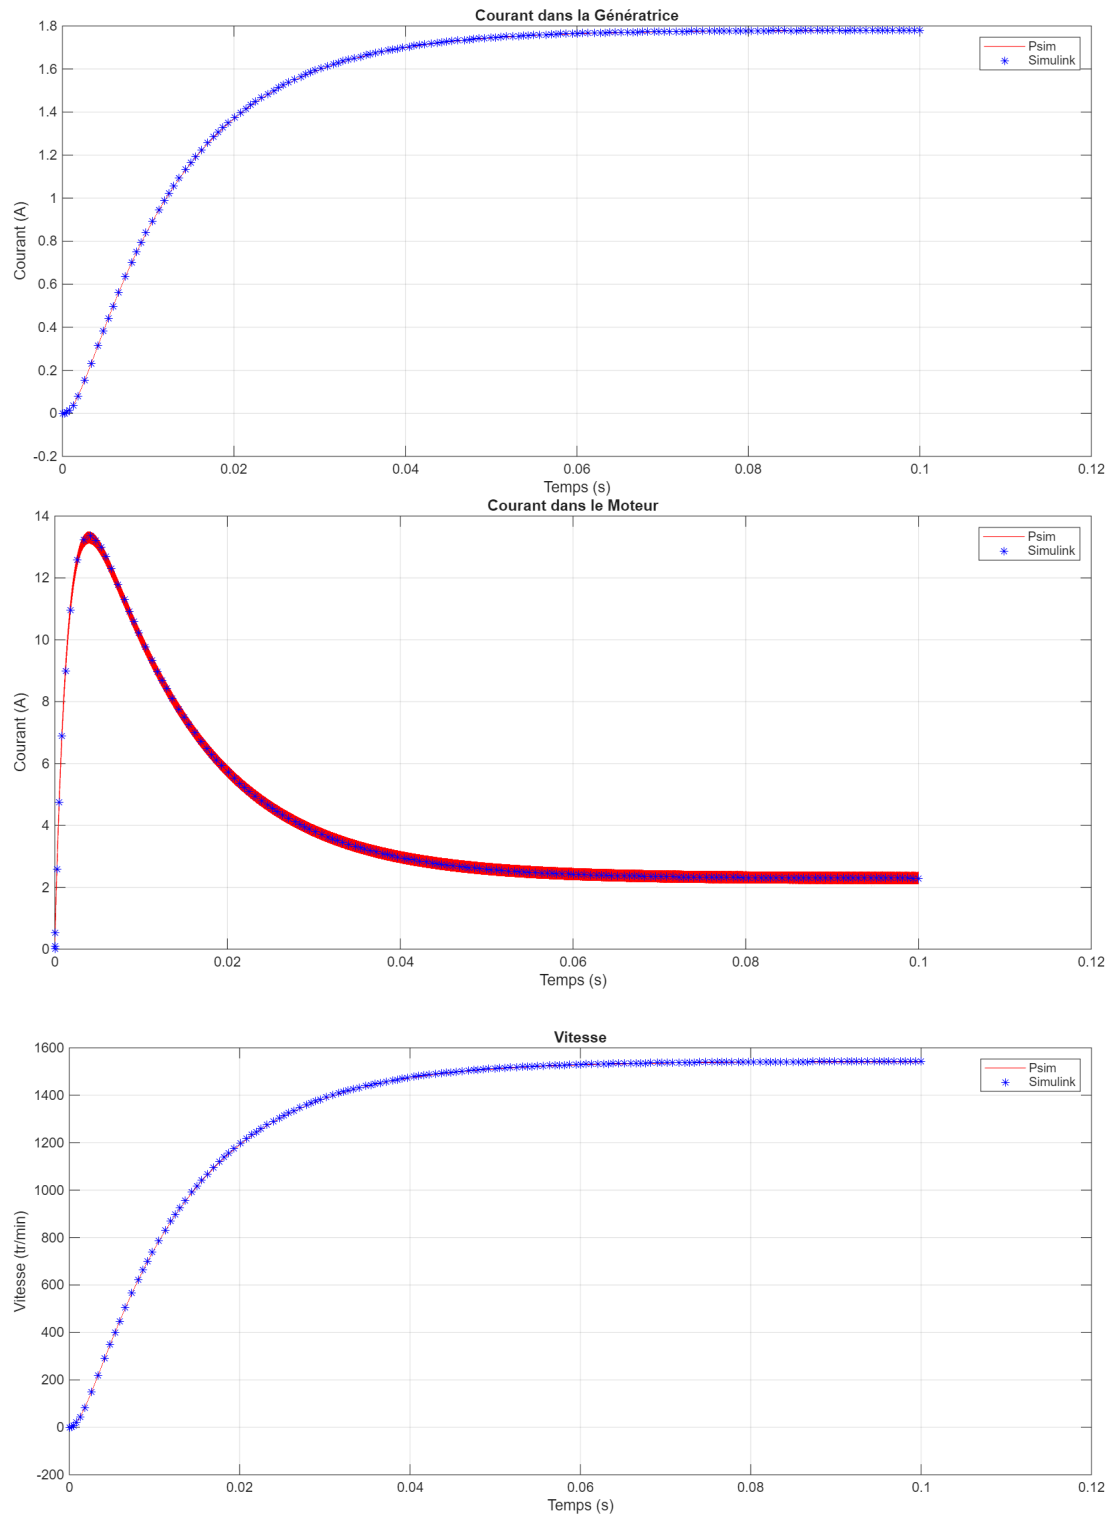 Courant dans la Génératrice
1.8
1.6
1.4
1.2
1
0.8
0.6
0.4
0.2
0
-0.2
Courant (A)
Psim
Simulink
0 0.02 0.04 0.06 0.08 0.1 0.12
Temps (s)
Courant dans le Moteur
14
12
10
8
6
4
2
0
Courant (A)
Psim
Simulink
0 0.02 0.04 0.06 0.08 0.1 0.12
Temps (s)
Vitesse
1600
1400
1200
1000
800
600
400
200
0
-200
Vitesse (tr/min)
Psim
Simulink
0 0.02 0.04 0.06 0.08 0.1 0.12
Temps (s)